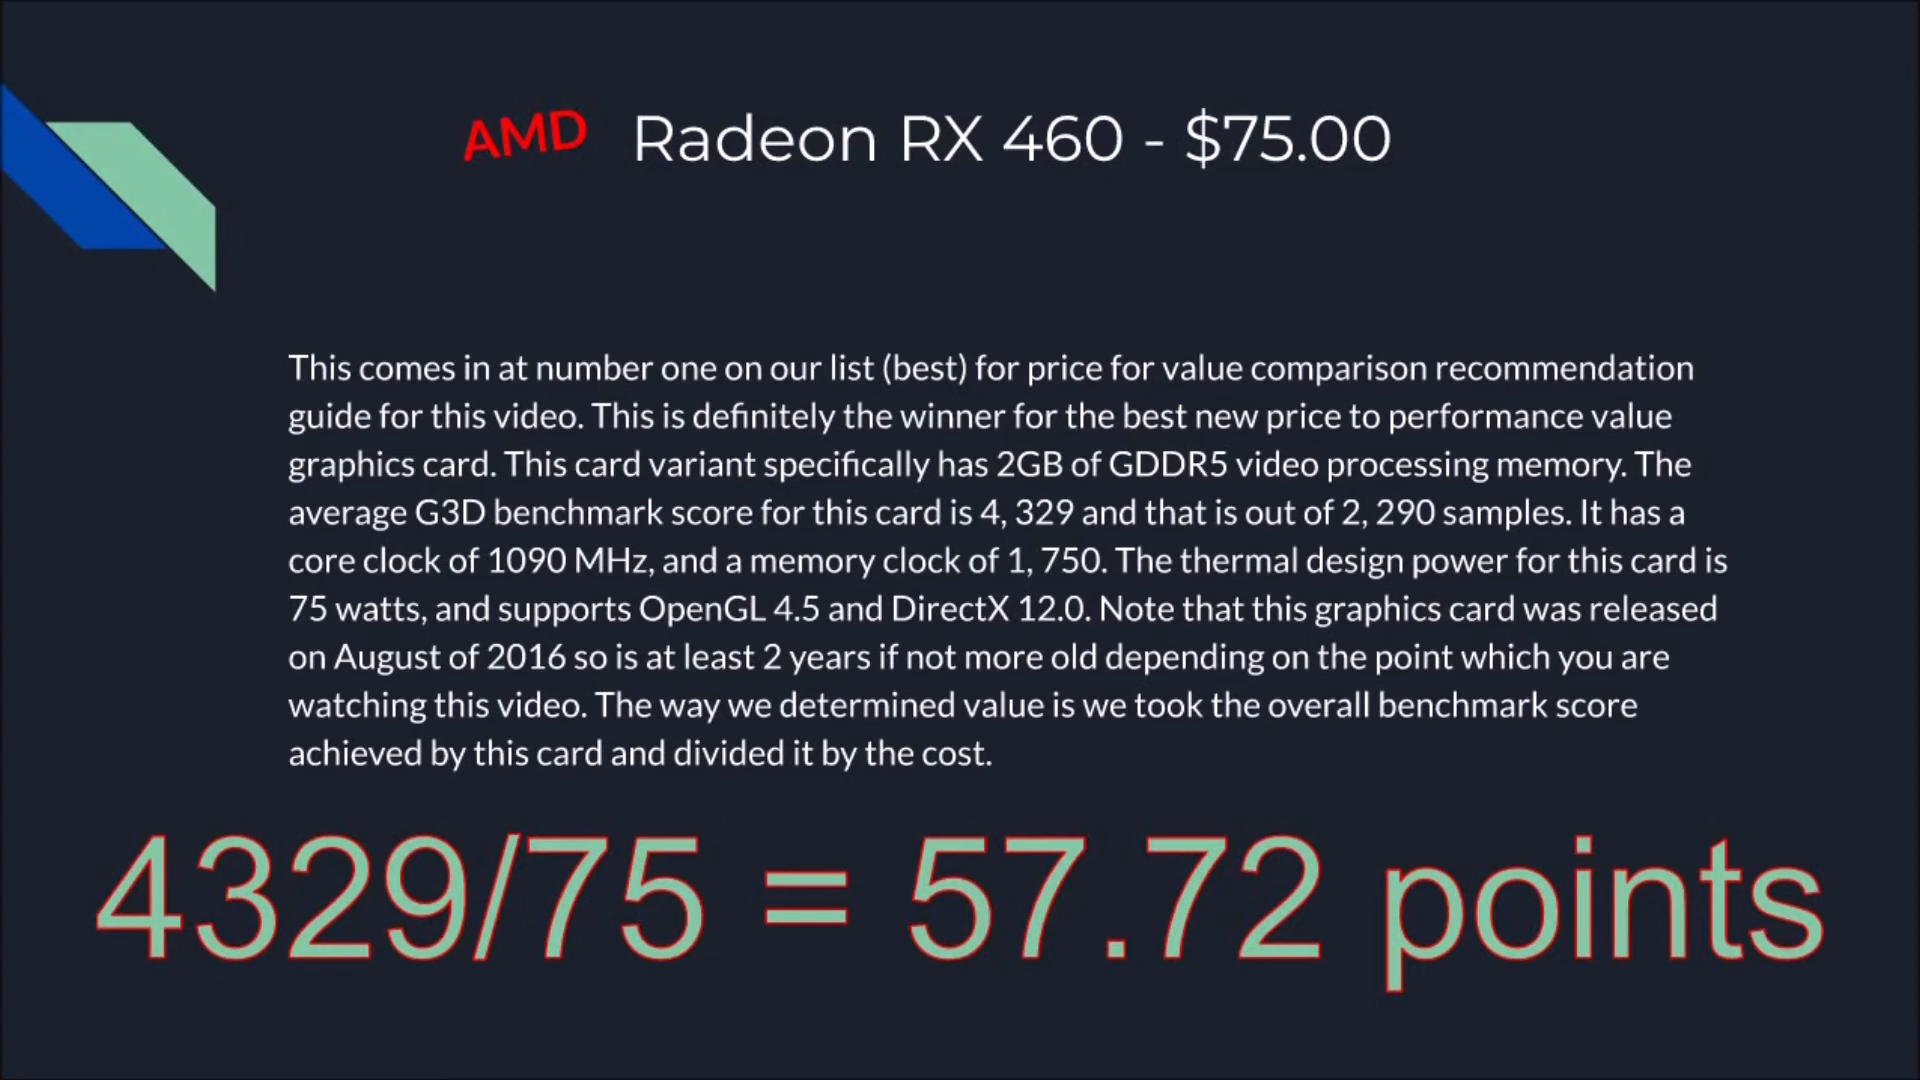 AMD Radeon RX 460 - $75.00
This comes in at number one on our list (best) for price for value comparison recommendation
guide for this video. This is definitely the winner for the best new price to performance value
graphics card. This card variant specifically has 2GB of GDDR5 video processing memory. The
average G3D benchmark score for this card is 4, 329 and that is out of 2, 290 samples. It has a
core clock of 1090 MHz, and a memory clock of 1, 750. The thermal design power for this card is
75 watts, and supports OpenGL 4.5 and DirectX 12.0. Note that this graphics card was released
on August of 2016 so is at least 2 years if not more old depending on the point which you are
watching this video. The way we determined value is we took the overall benchmark score
achieved by this card and divided it by the cost.
4329/75 = 57.72 points